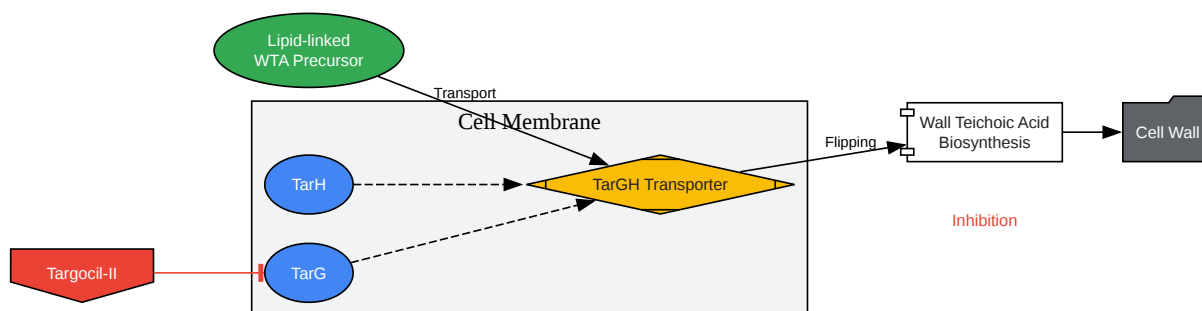 Lipid-linked
WTA Precursor
Transport
Cell Membrane
Flipping
Wall Teichoic Acid
Biosynthesis
Cell Wall
TarH
TarGH Transporter
Inhibition
Targocil-II
TarG